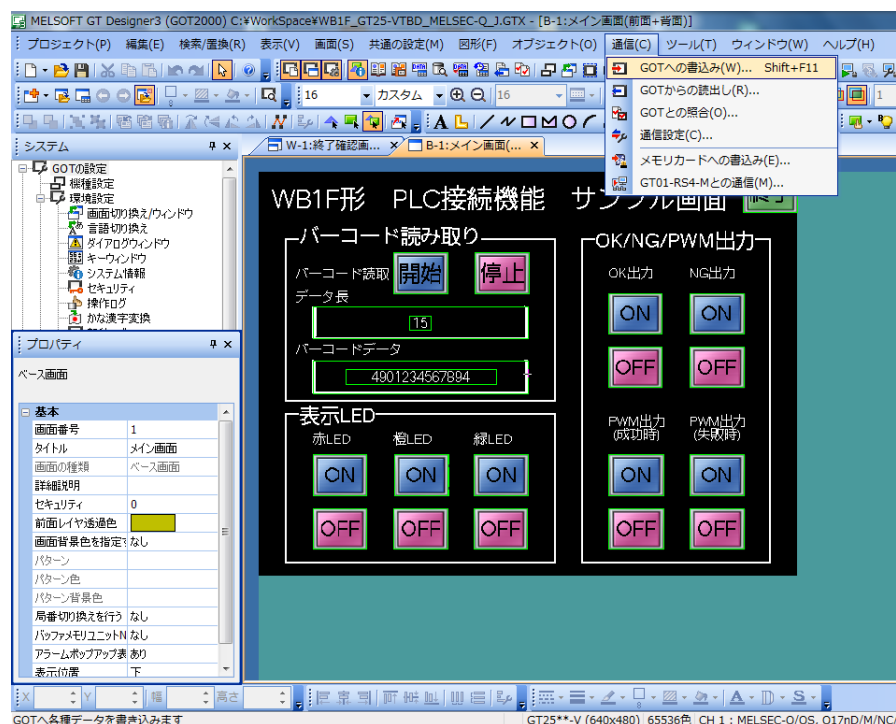 MELSOFT GT Designer3 (GOT2000) C:¥WorkSpace¥WB1F_GT25-VTBD_MELSEC-Q_J.GTX - [B-1:メイン画面(前面+背面)]
プロジェクト(P) 編集(E) 検索/置換(R) 表示(V) 画面(S) 共通の設定(M) 図形(F) オブジェクト(O) 通信(C) ツール(T) ウィンドウ(W) ヘルプ(H)
GOTへの書込み(W)... Shift+F11
GOTからの読出し(R)...
GOTとの照合(O)...
通信設定(C)...
メモリカードへの書込み(E)...
GT01-RS4-Mとの通信(M)...
16 カスタム 16 1
システム
W-1:終了確認画... B-1:メイン画面(...
GOTの設定
機種設定
環境設定
画面切り換え/ウィンドウ
言語切り換え
ダイアログウィンドウ
キーウィンドウ
システム情報
セキュリティ
操作ログ
かな漢字変換
プロパティ
ベース画面
基本
画面番号 1
タイトル メイン画面
画面の種類 ベース画面
詳細説明
セキュリティ 0
前面レイヤ透過色
画面背景色を指定す なし
パターン
パターン色
パターン背景色
局番切り換えを行う なし
バッファメモリユニットN なし
アラームポップアップ表 あり
表示位置 下
WB1F形 PLC接続機能 サンプル画面 終了
バーコード読み取り
バーコード読取 開始 停止
データ長
15
バーコードデータ
4901234567894
表示LED
赤LED 橙LED 緑LED
ON ON ON
OFF OFF OFF
OK/NG/PWM出力
OK出力 NG出力
ON ON
OFF OFF
PWM出力 PWM出力
(成功時) (失敗時)
ON ON
OFF OFF
X Y 幅 高さ
GOTへ各種データを書き込みます GT25**-V (640x480) 65536色 CH 1 : MELSEC-Q/QS, Q17nD/M/NC